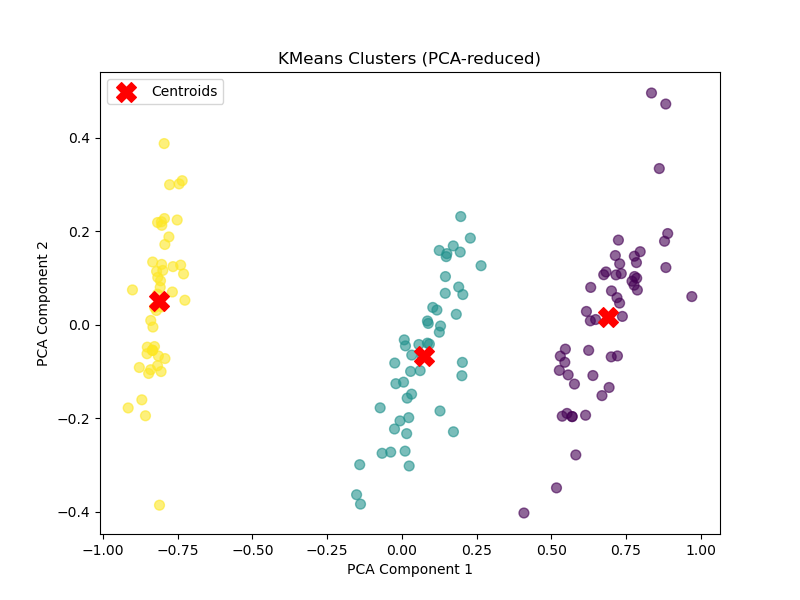 KMeans Clusters (PCA-reduced)
Centroids
PCA Component 2
0.4
0.2
0.0
−0.2
−0.4
−1.00 −0.75 −0.50 −0.25 0.00 0.25 0.50 0.75 1.00
PCA Component 1